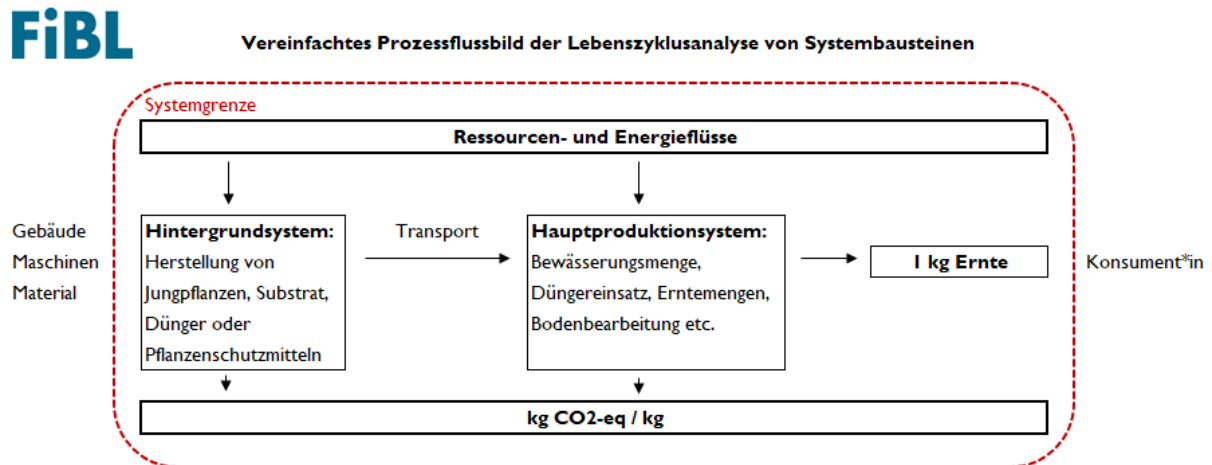 FiBL
Vereinfachtes Prozessflussbild der Lebenszyklusanalyse von Systembausteinen
Systemgrenze
Ressourcen- und Energieflüsse
Gebäude
Maschinen
Material
Hintergrundsystem:
Herstellung von
Jungpflanzen, Substrat,
Dünger oder
Pflanzenschutzmitteln
Transport
Hauptproduktionsystem:
Bewässerungsmenge,
Düngereinsatz, Erntemengen,
Bodenbearbeitung etc.
1 kg Ernte
Konsument*in
kg CO2-eq / kg